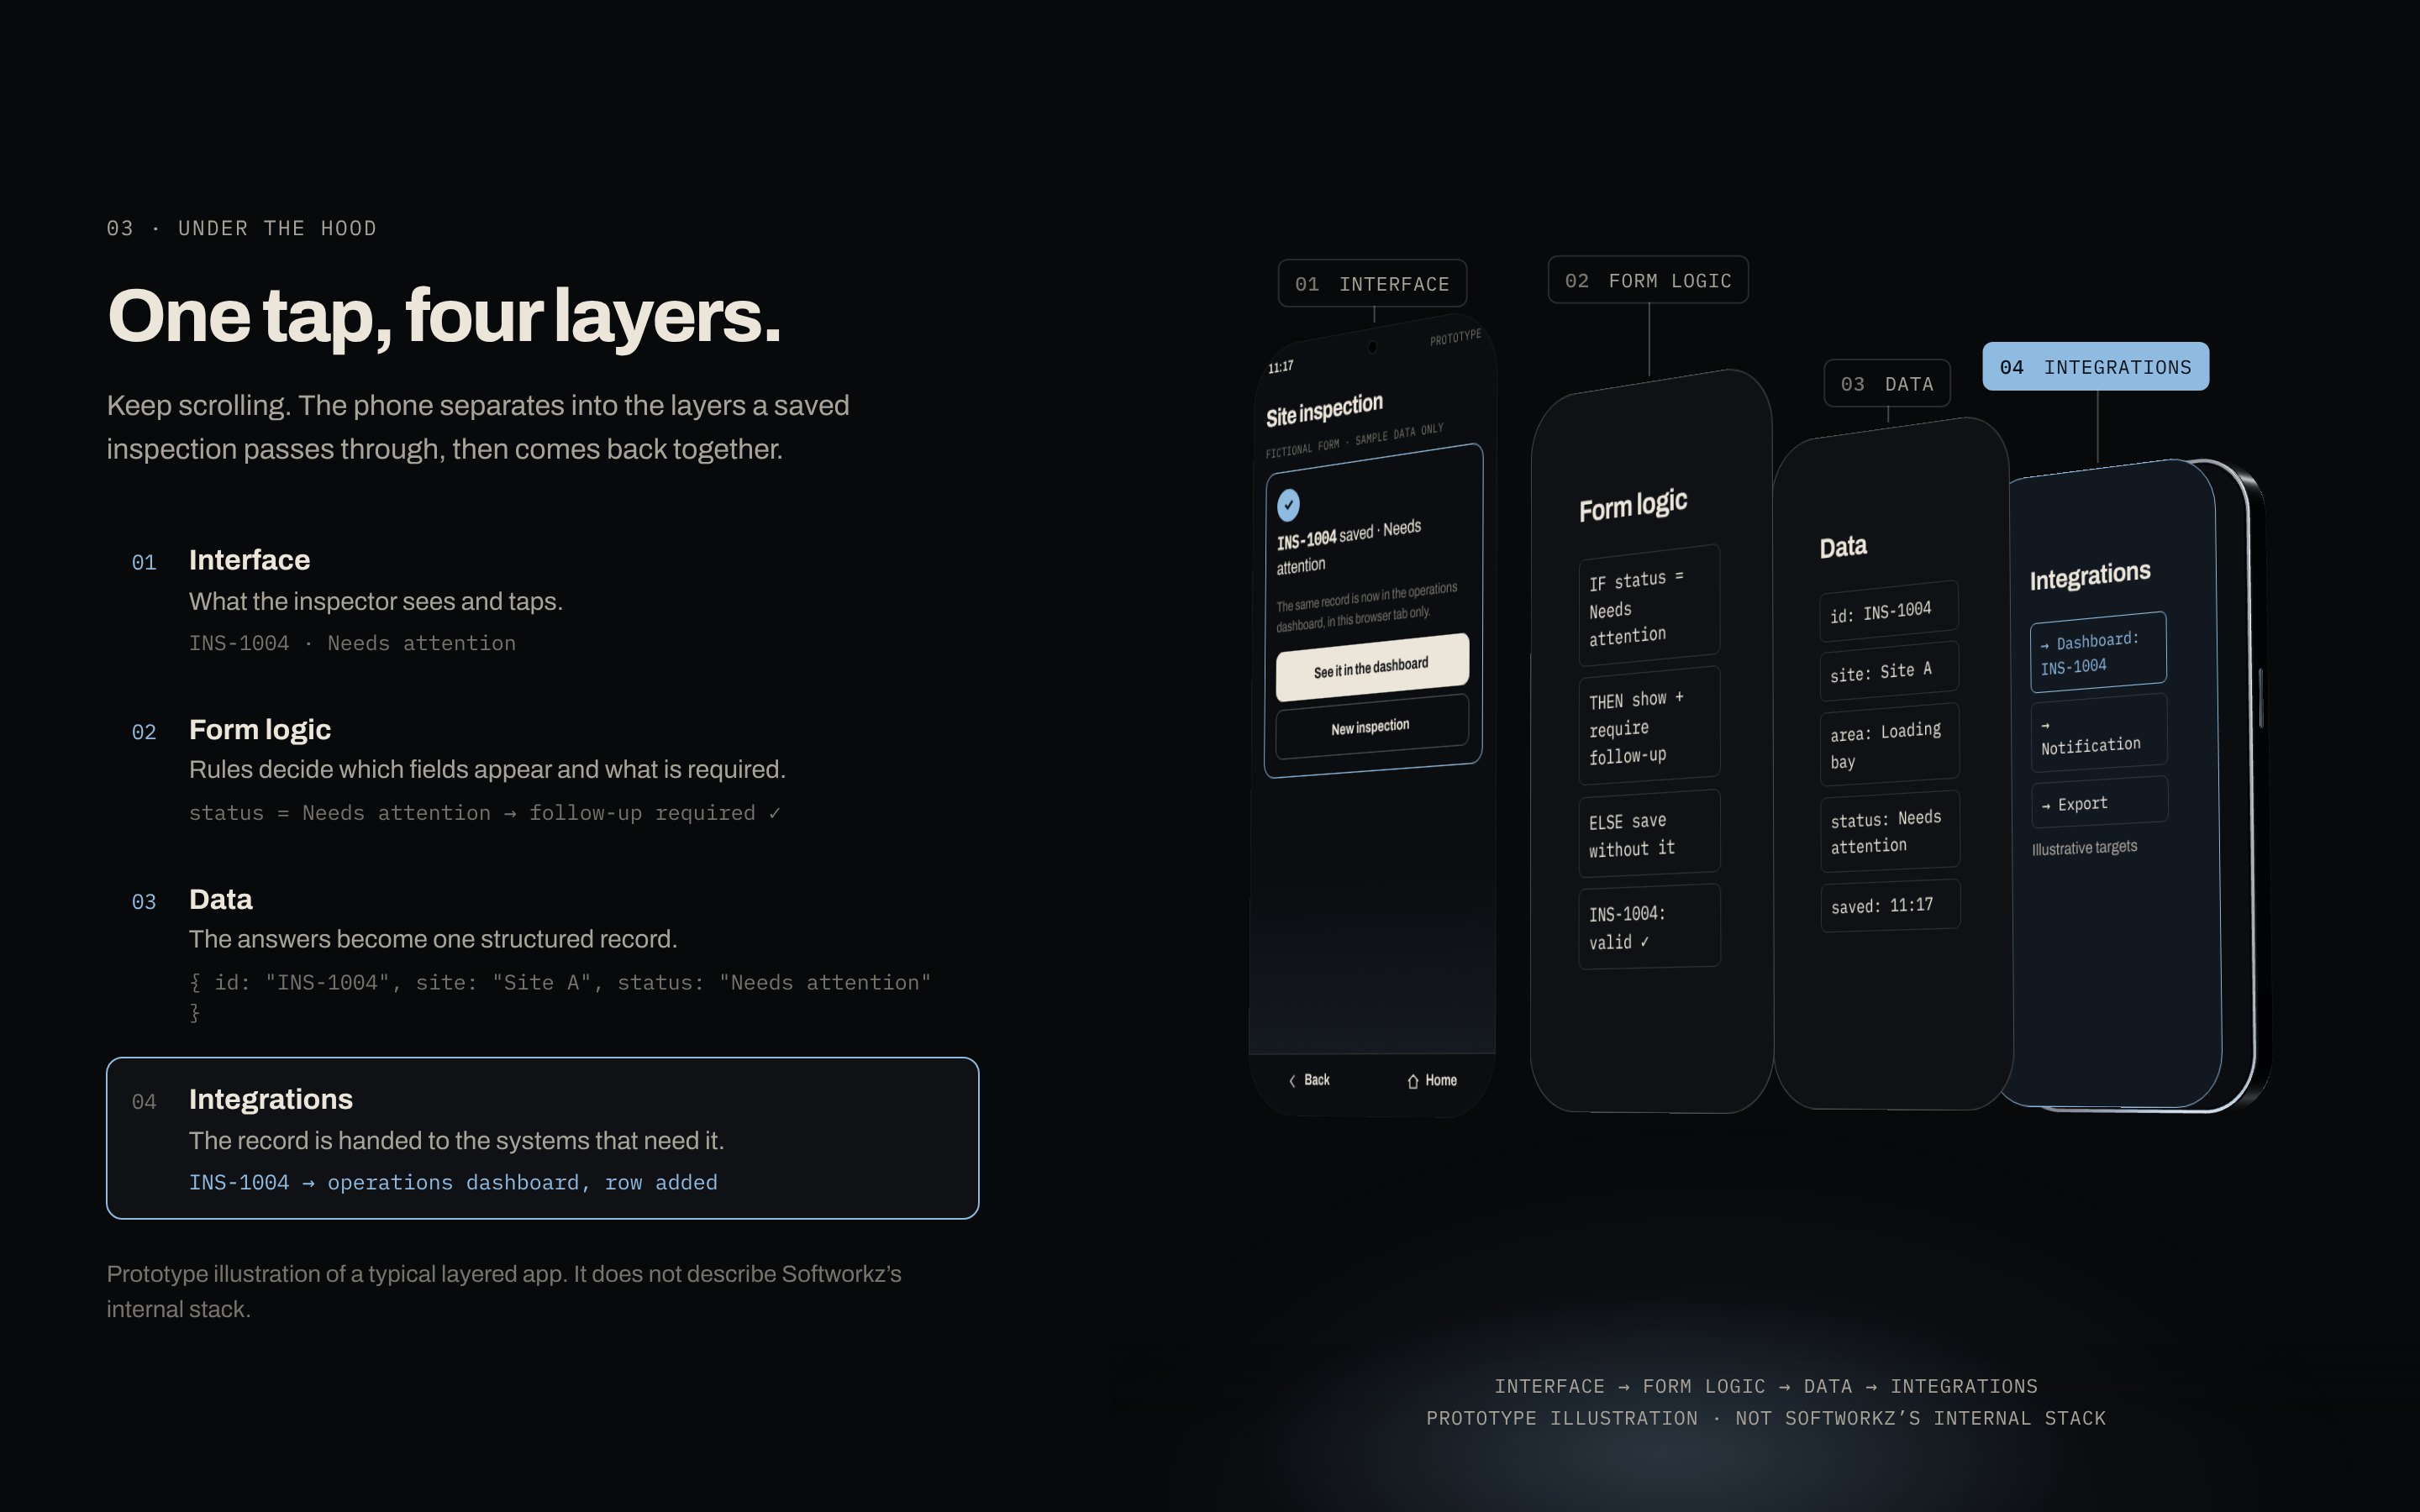 03 · UNDER THE HOOD
One tap, four layers.
Keep scrolling. The phone separates into the layers a saved
inspection passes through, then comes back together.
01 Interface
What the inspector sees and taps.
INS-1004 · Needs attention
02 Form logic
Rules decide which fields appear and what is required.
status = Needs attention → follow-up required ✓
03 Data
The answers become one structured record.
{ id: "INS-1004", site: "Site A", status: "Needs attention"
}
04 Integrations
The record is handed to the systems that need it.
INS-1004 → operations dashboard, row added
Prototype illustration of a typical layered app. It does not describe Softworkz’s
internal stack.
01 INTERFACE
11:17
PROTOTYPE
Site inspection
FICTIONAL FORM · SAMPLE DATA ONLY
✓
INS-1004 saved · Needs
attention
The same record is now in the operations
dashboard, in this browser tab only.
See it in the dashboard
New inspection
Back
Home
02 FORM LOGIC
Form logic
IF status =
Needs
attention
THEN show +
require
follow-up
ELSE save
without it
INS-1004:
valid ✓
03 DATA
Data
id: INS-1004
site: Site A
area: Loading
bay
status: Needs
attention
saved: 11:17
04 INTEGRATIONS
Integrations
→ Dashboard:
INS-1004
→
Notification
→ Export
Illustrative targets
INTERFACE → FORM LOGIC → DATA → INTEGRATIONS
PROTOTYPE ILLUSTRATION · NOT SOFTWORKZ’S INTERNAL STACK